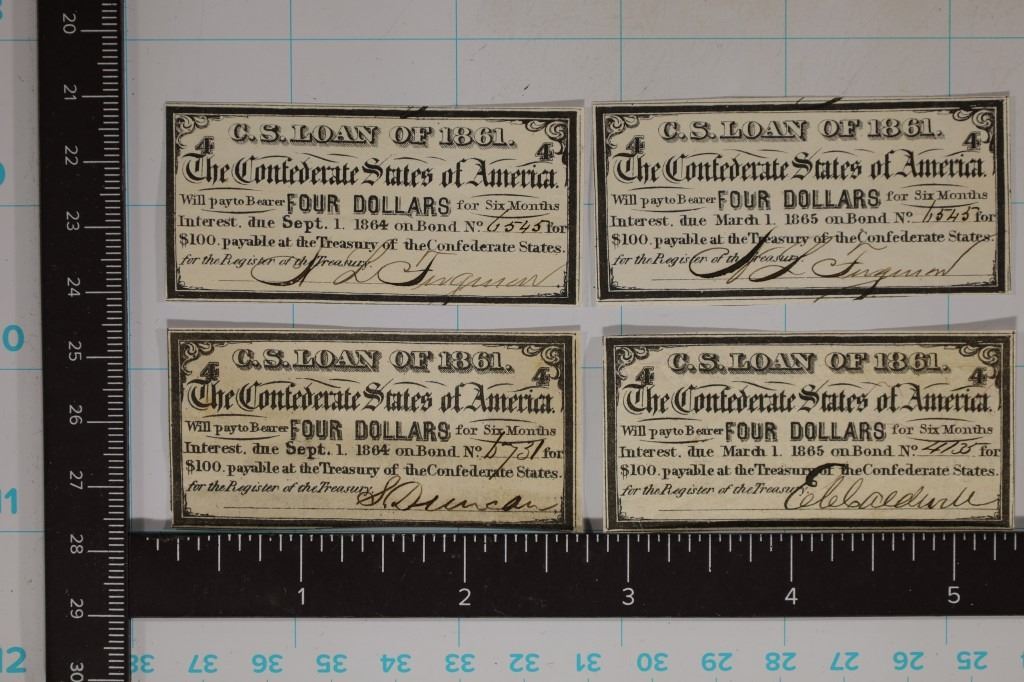 C.S. LOAN OF 1861.
4 4
The Confederate States of America.
Will pay to Bearer FOUR DOLLARS for Six Months
Interest, due Sept. 1. 1864 on Bond No. 6545 for
$100. payable at the Treasury of the Confederate States.
for the Register of the Treasury.
Ferguson
C.S. LOAN OF 1861.
4 4
The Confederate States of America.
Will pay to Bearer FOUR DOLLARS for Six Months
Interest, due March 1. 1865 on Bond No. 6545 for
$100. payable at the Treasury of the Confederate States.
for the Register of the Treasury.
Ferguson
C.S. LOAN OF 1861.
4 4
The Confederate States of America.
Will pay to Bearer FOUR DOLLARS for Six Months
Interest, due Sept. 1. 1864 on Bond No. 6731 for
$100. payable at the Treasury of the Confederate States.
for the Register of the Treasury.
S. Duncan
C.S. LOAN OF 1861.
4 4
The Confederate States of America.
Will pay to Bearer FOUR DOLLARS for Six Months
Interest, due March 1. 1865 on Bond No. for
$100. payable at the Treasury of the Confederate States.
for the Register of the Treasury.
Caldwell
20
21
22
23
24
25
26
27
28
29
30
0
11
12
1 2 3 4 5
38 37 36 35 34 33 32 31 30 29 28 27 26 25